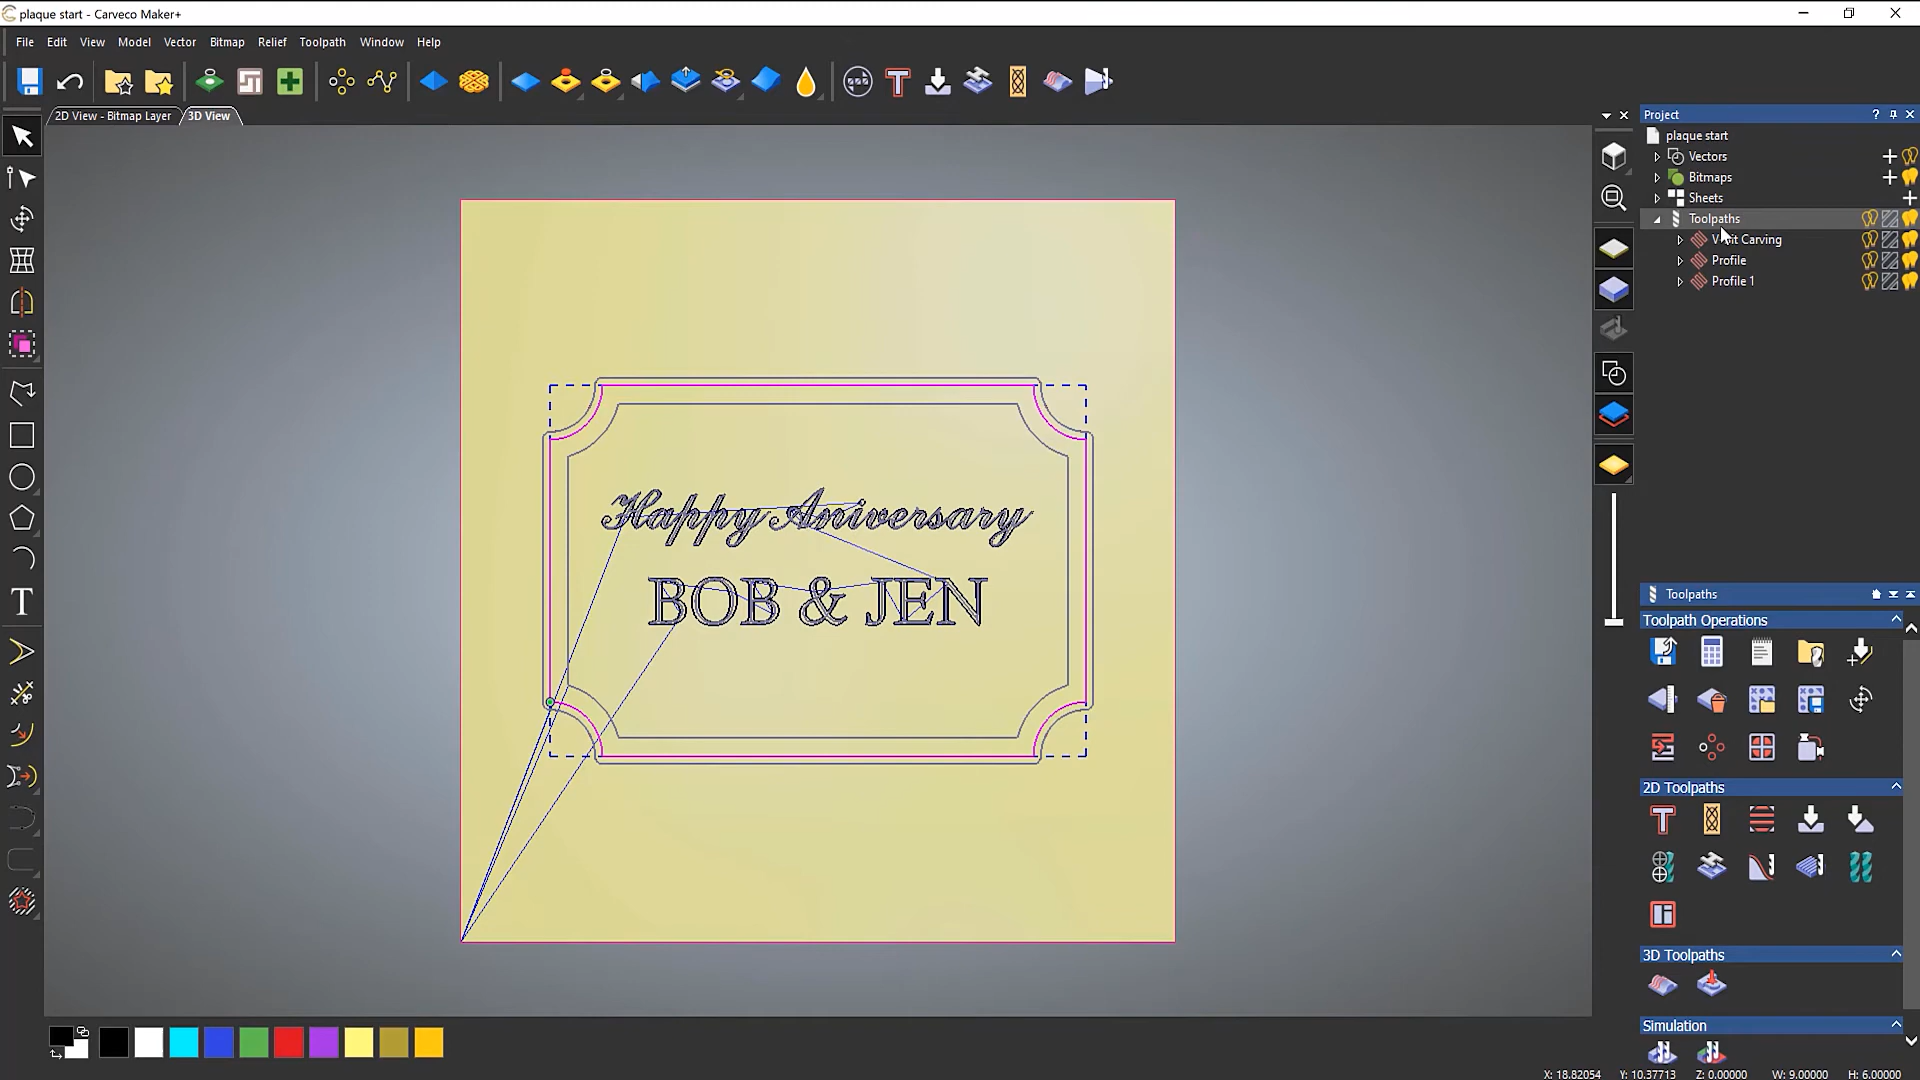 plaque start - Carveco Maker+
File Edit View Model Vector Bitmap Relief Toolpath Window Help
2D View - Bitmap Layer 3D View
Project
plaque start
Vectors
Bitmaps
Sheets
Toolpaths
Carving
Profile
Profile 1
Happy Aniversary
BOB & JEN
Toolpaths
Toolpath Operations
2D Toolpaths
3D Toolpaths
Simulation
X: 18.82054 Y: 10.37713 Z: 0.00000 W: 9.00000 H: 6.00000